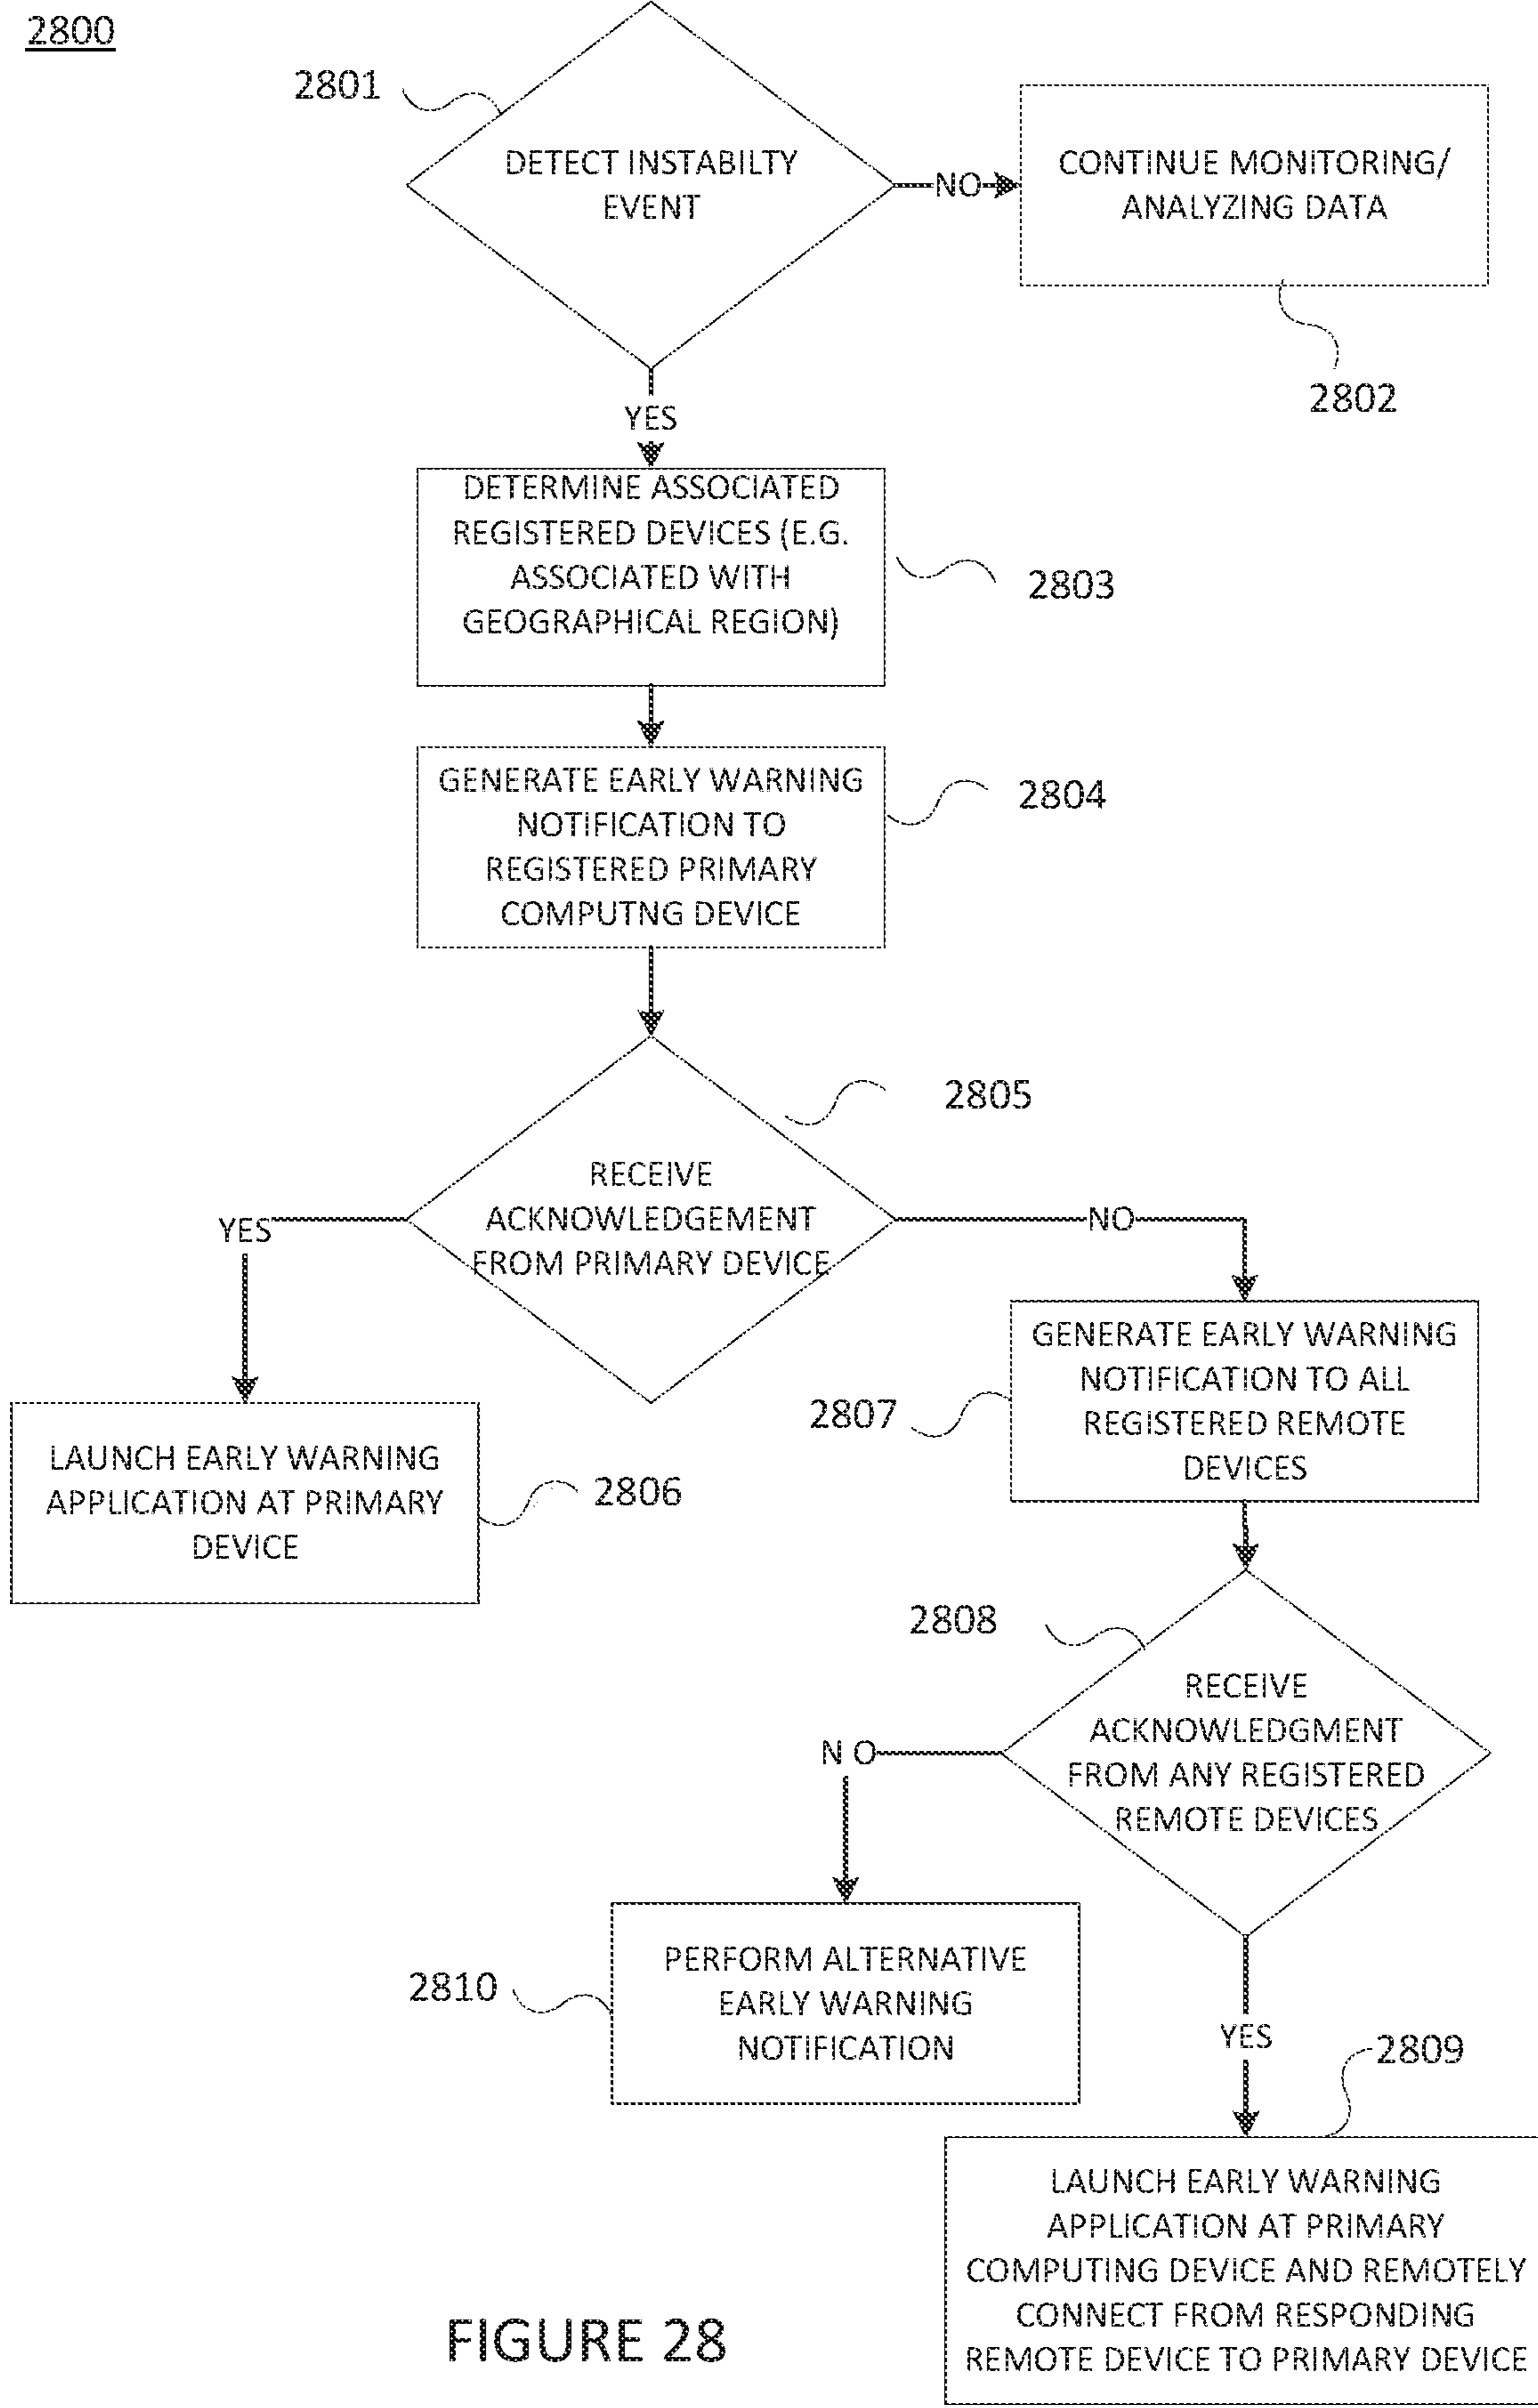 2800
2801
DETECT INSTABILTY
EVENT
NO
CONTINUE MONITORING/
ANALYZING DATA
2802
YES
DETERMINE ASSOCIATED
REGISTERED DEVICES (E.G.
ASSOCIATED WITH
GEOGRAPHICAL REGION)
2803
GENERATE EARLY WARNING
NOTIFICATION TO
REGISTERED PRIMARY
COMPUTNG DEVICE
2804
2805
RECEIVE
ACKNOWLEDGEMENT
FROM PRIMARY DEVICE
YES
NO
LAUNCH EARLY WARNING
APPLICATION AT PRIMARY
DEVICE
2806
GENERATE EARLY WARNING
NOTIFICATION TO ALL
REGISTERED REMOTE
DEVICES
2807
2808
RECEIVE
ACKNOWLEDGMENT
FROM ANY REGISTERED
REMOTE DEVICES
N O
PERFORM ALTERNATIVE
EARLY WARNING
NOTIFICATION
2810
YES
2809
LAUNCH EARLY WARNING
APPLICATION AT PRIMARY
COMPUTING DEVICE AND REMOTELY
CONNECT FROM RESPONDING
REMOTE DEVICE TO PRIMARY DEVICE
FIGURE 28